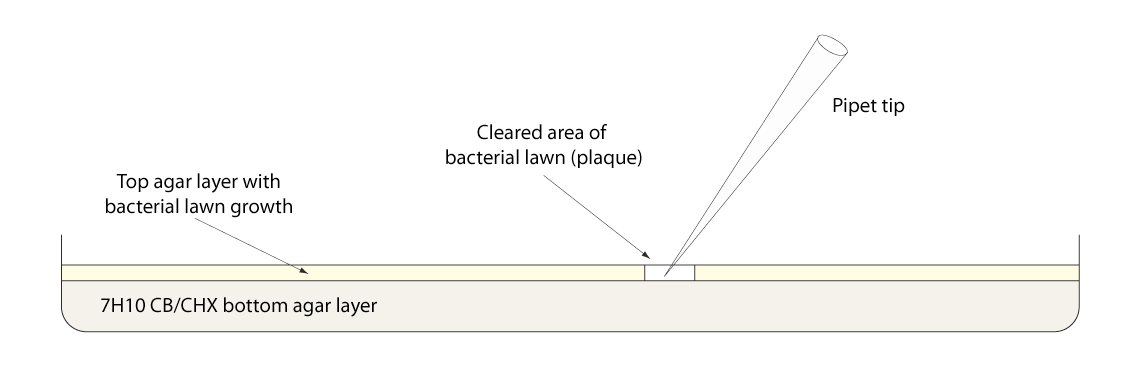 Pipet tip
Cleared area of
bacterial lawn (plaque)
Top agar layer with
bacterial lawn growth
7H10 CB/CHX bottom agar layer